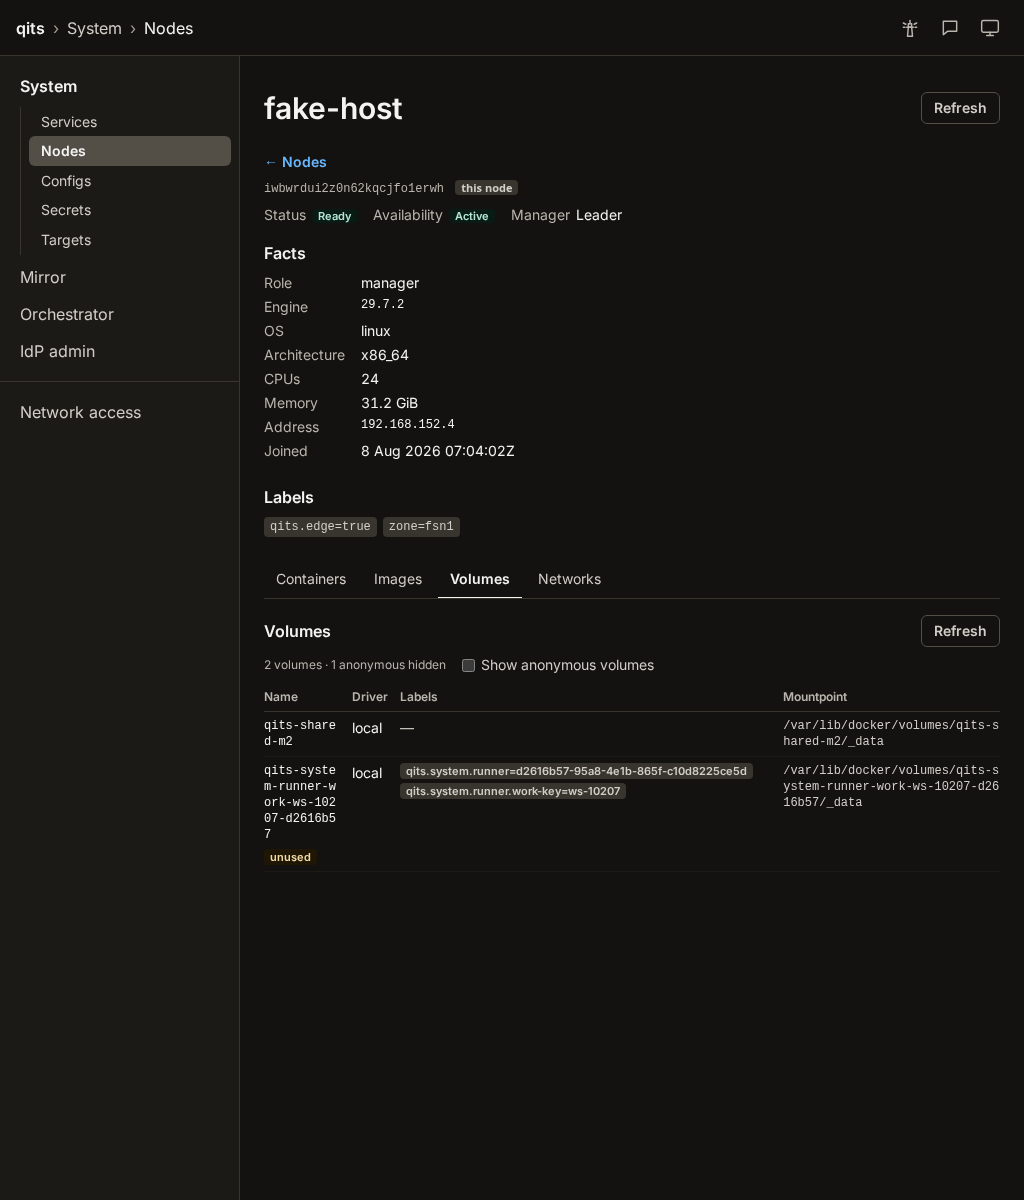 qits › System › Nodes
System
Services
Nodes
Configs
Secrets
Targets
Mirror
Orchestrator
IdP admin
Network access
fake-host
Refresh
← Nodes
iwbwrdui2z0n62kqcjfo1erwh this node
Status Ready Availability Active Manager Leader
Facts
Role manager
Engine 29.7.2
OS linux
Architecture x86_64
CPUs 24
Memory 31.2 GiB
Address 192.168.152.4
Joined 8 Aug 2026 07:04:02Z
Labels
qits.edge=true zone=fsn1
Containers Images Volumes Networks
Volumes
Refresh
2 volumes · 1 anonymous hidden Show anonymous volumes
Name Driver Labels Mountpoint
qits-share
d-m2
local
—
/var/lib/docker/volumes/qits-s
hared-m2/_data
qits-syste
m-runner-w
ork-ws-102
07-d2616b5
7
unused
local
qits.system.runner=d2616b57-95a8-4e1b-865f-c10d8225ce5d
qits.system.runner.work-key=ws-10207
/var/lib/docker/volumes/qits-s
ystem-runner-work-ws-10207-d26
16b57/_data